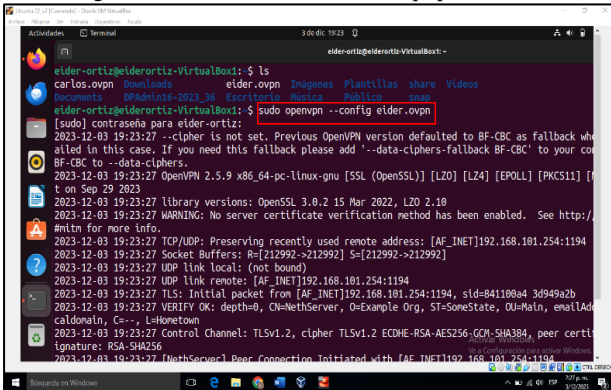 Ubuntu 22_v2 [Corriendo] - Oracle VM VirtualBox
Archivo Máquina Ver Entrada Dispositivos Ayuda
Actividades Terminal 3 de dic 19:23
eider-ortiz@eiderortiz-VirtualBox1: ~
eider-ortiz@eiderortiz-VirtualBox1:~$ ls
carlos.ovpn Downloads eider.ovpn Imágenes Plantillas share Vídeos
Documents DPAdmin16-2023_36 Escritorio Música Público snap
eider-ortiz@eiderortiz-VirtualBox1:~$ sudo openvpn --config eider.ovpn
[sudo] contraseña para eider-ortiz:
2023-12-03 19:23:27 --cipher is not set. Previous OpenVPN version defaulted to BF-CBC as fallback wh
ailed in this case. If you need this fallback please add '--data-ciphers-fallback BF-CBC' to your co
BF-CBC to --data-ciphers.
2023-12-03 19:23:27 OpenVPN 2.5.9 x86_64-pc-linux-gnu [SSL (OpenSSL)] [LZO] [LZ4] [EPOLL] [PKCS11] [
t on Sep 29 2023
2023-12-03 19:23:27 library versions: OpenSSL 3.0.2 15 Mar 2022, LZO 2.10
2023-12-03 19:23:27 WARNING: No server certificate verification method has been enabled. See http:/
#mitm for more info.
2023-12-03 19:23:27 TCP/UDP: Preserving recently used remote address: [AF_INET]192.168.101.254:1194
2023-12-03 19:23:27 Socket Buffers: R=[212992->212992] S=[212992->212992]
2023-12-03 19:23:27 UDP link local: (not bound)
2023-12-03 19:23:27 UDP link remote: [AF_INET]192.168.101.254:1194
2023-12-03 19:23:27 TLS: Initial packet from [AF_INET]192.168.101.254:1194, sid=841100a4 3d949a2b
2023-12-03 19:23:27 VERIFY OK: depth=0, CN=NethServer, O=Example Org, ST=SomeState, OU=Main, emailAd
caldomain, C=--, L=Hometown
2023-12-03 19:23:27 Control Channel: TLSv1.2, cipher TLSv1.2 ECDHE-RSA-AES256-GCM-SHA384, peer certi
ignature: RSA-SHA256
Activar Windows
Ve a Configuración para activar Windows.
2023-12-03 19:23:27 [NethServer] Peer Connection Initiated with [AF_INET]192.168.101.254:1194
CTRL DERECHA
Búsqueda en Windows
ESP
7:27 p. m.
3/12/2023